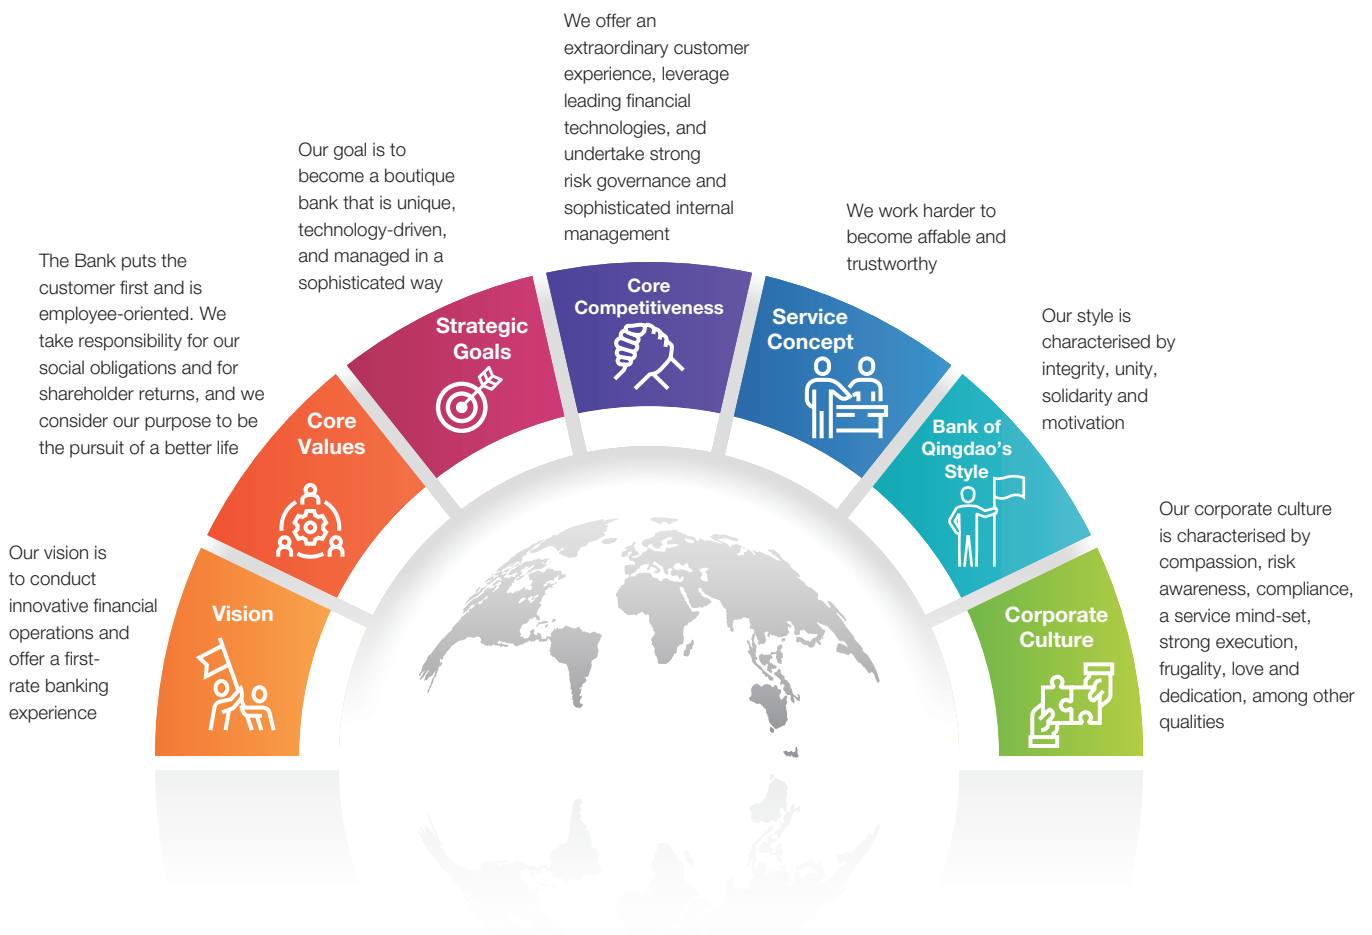 Our vision is
to conduct
innovative financial
operations and
offer a first-
rate banking
experience
Vision
The Bank puts the
customer first and is
employee-oriented. We
take responsibility for our
social obligations and for
shareholder returns, and we
consider our purpose to be
the pursuit of a better life
Core
Values
Our goal is to
become a boutique
bank that is unique,
technology-driven,
and managed in a
sophisticated way
Strategic
Goals
We offer an
extraordinary customer
experience, leverage
leading financial
technologies, and
undertake strong
risk governance and
sophisticated internal
management
Core
Competitiveness
We work harder to
become affable and
trustworthy
Service
Concept
Our style is
characterised by
integrity, unity,
solidarity and
motivation
Bank of
Qingdao's
Style
Our corporate culture
is characterised by
compassion, risk
awareness, compliance,
a service mind-set,
strong execution,
frugality, love and
dedication, among other
qualities
Corporate
Culture